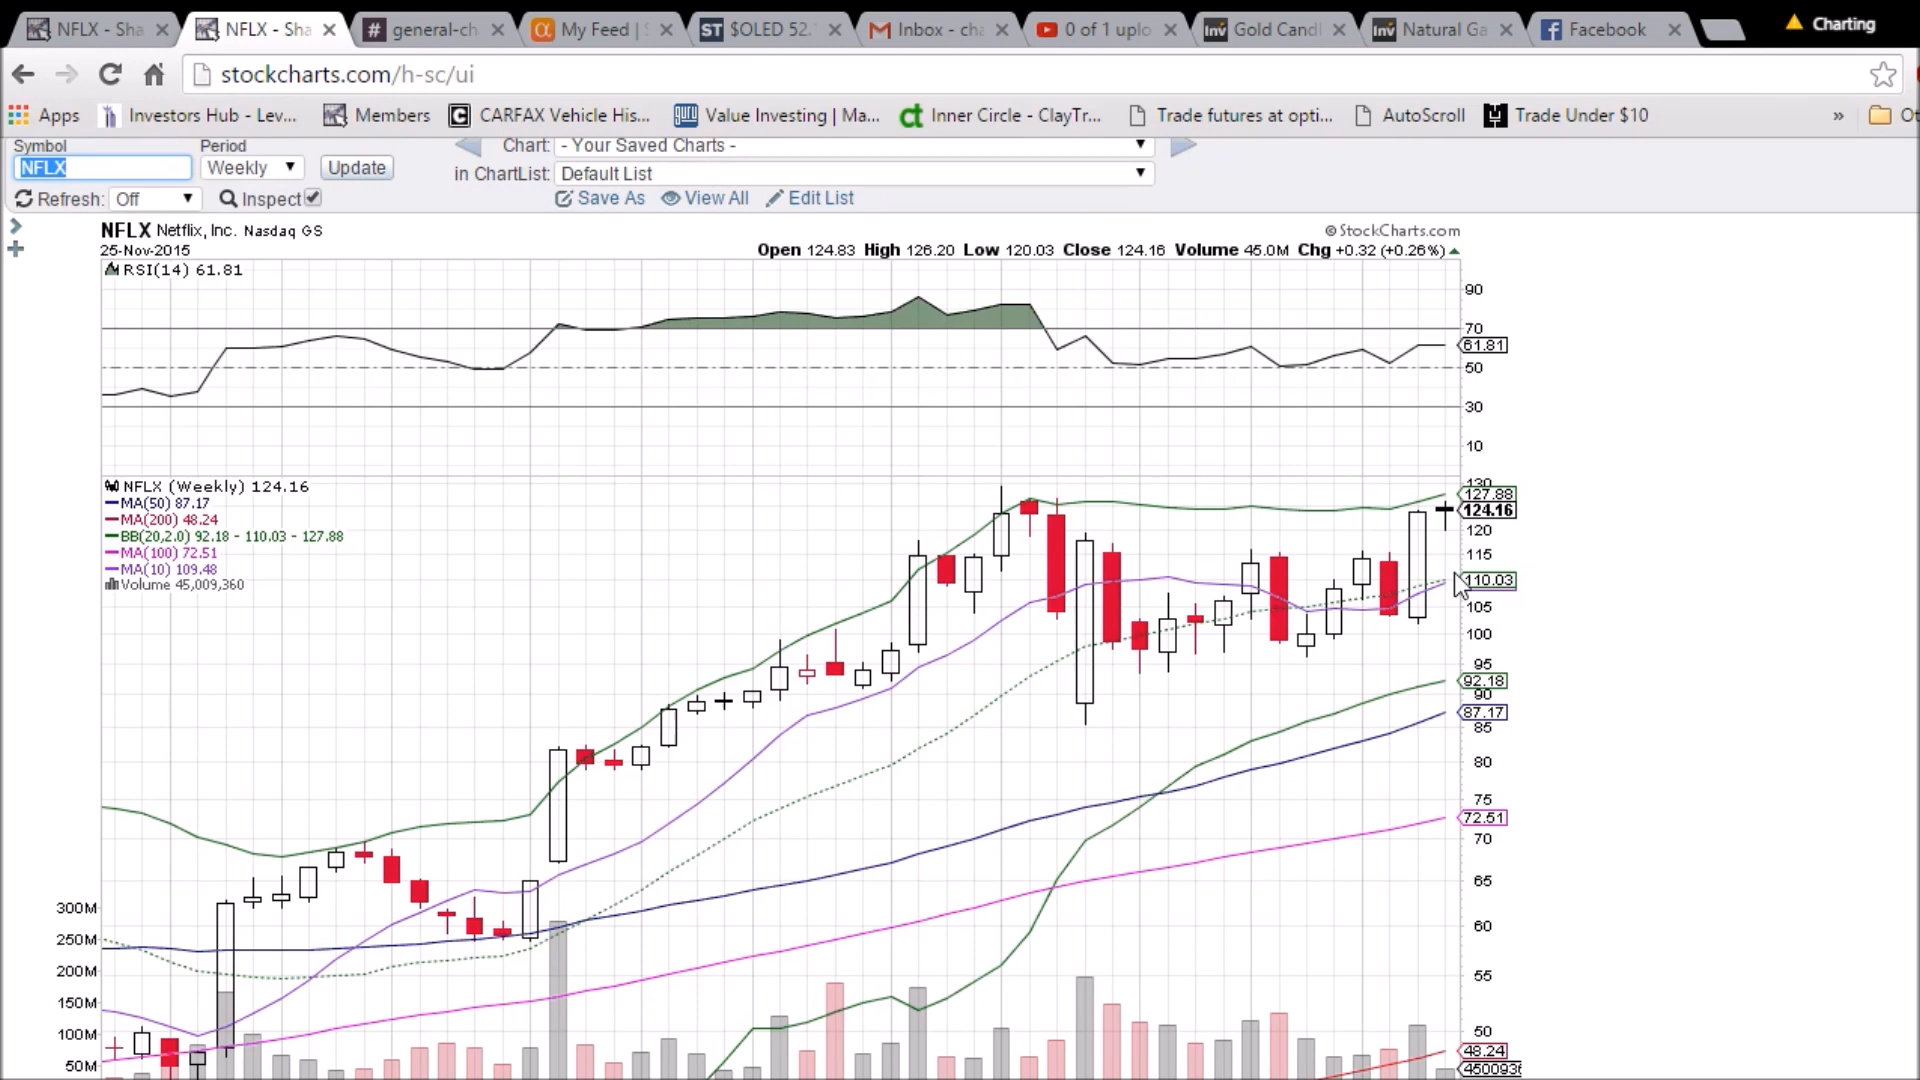 NFLX - Sha
NFLX - Sha
# general-ch
My Feed | S
ST $OLED 52.
Inbox - cha
0 of 1 uplo
Inv Gold Candl
Inv Natural Ga
Facebook
Charting
stockcharts.com/h-sc/ui
Apps
Investors Hub - Lev...
Members
CARFAX Vehicle His...
guru Value Investing | Ma...
ct Inner Circle - ClayTr...
Trade futures at opti...
AutoScroll
Trade Under $10
»
Ot
Symbol
Period
Chart: - Your Saved Charts -
NFLX
Weekly
Update
in ChartList: Default List
Refresh: Off
Inspect
Save As
View All
Edit List
NFLX Netflix, Inc. Nasdaq GS
© StockCharts.com
25-Nov-2015
Open 124.83 High 126.20 Low 120.03 Close 124.16 Volume 45.0M Chg +0.32 (+0.26%)
RSI(14) 61.81
90
70
61.81
50
30
10
NFLX (Weekly) 124.16
MA(50) 87.17
MA(200) 48.24
BB(20,2.0) 92.18 - 110.03 - 127.88
MA(100) 72.51
MA(10) 109.48
Volume 45,009,360
130
127.88
124.16
120
115
110.03
105
100
95
92.18
90
87.17
85
80
75
72.51
70
65
60
55
50
48.24
4500936
300M
250M
200M
150M
100M
50M